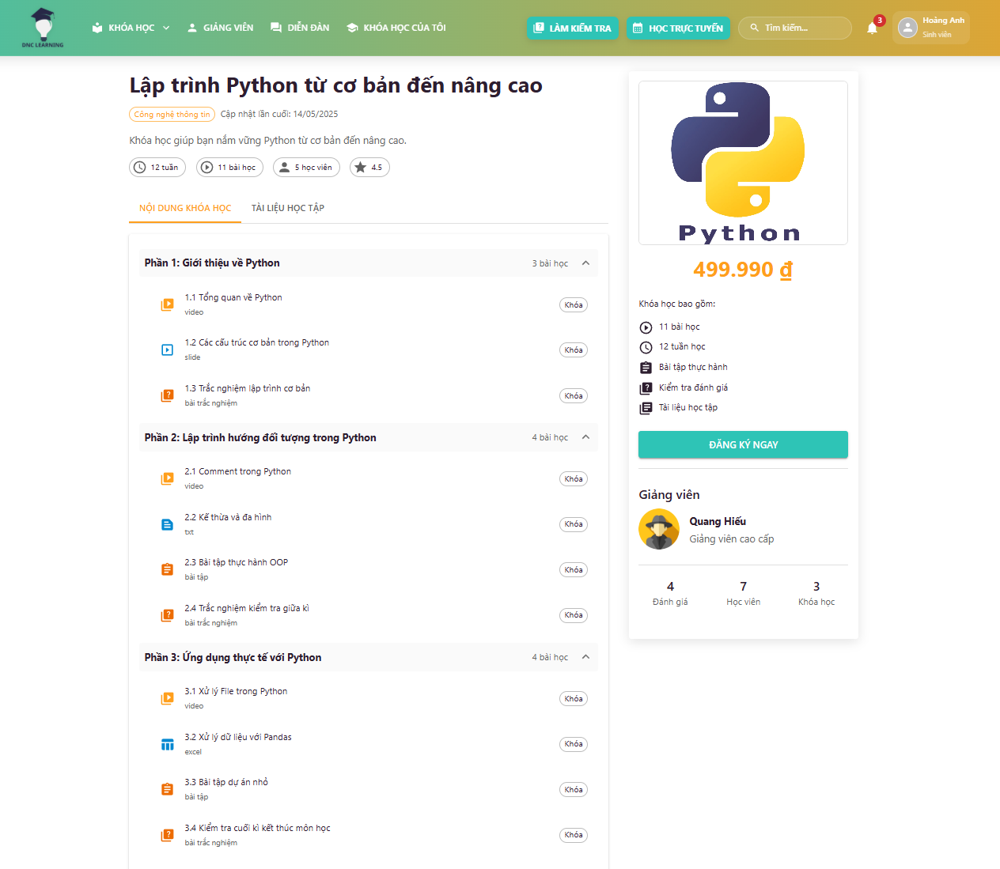 DNC LEARNING
KHÓA HỌC
GIẢNG VIÊN
DIỄN ĐÀN
KHÓA HỌC CỦA TÔI
LÀM KIỂM TRA
HỌC TRỰC TUYẾN
Tìm kiếm...
3
Hoàng Anh
Sinh viên
Lập trình Python từ cơ bản đến nâng cao
Công nghệ thông tin Cập nhật lần cuối: 14/05/2025
Khóa học giúp bạn nắm vững Python từ cơ bản đến nâng cao.
12 tuần 11 bài học 5 học viên 4.5
NỘI DUNG KHÓA HỌC TÀI LIỆU HỌC TẬP
Phần 1: Giới thiệu về Python 3 bài học
1.1 Tổng quan về Python
video
Khóa
1.2 Các cấu trúc cơ bản trong Python
slide
Khóa
1.3 Trắc nghiệm lập trình cơ bản
bài trắc nghiệm
Khóa
Phần 2: Lập trình hướng đối tượng trong Python 4 bài học
2.1 Comment trong Python
video
Khóa
2.2 Kế thừa và đa hình
txt
Khóa
2.3 Bài tập thực hành OOP
bài tập
Khóa
2.4 Trắc nghiệm kiểm tra giữa kì
bài trắc nghiệm
Khóa
Phần 3: Ứng dụng thực tế với Python 4 bài học
3.1 Xử lý File trong Python
video
Khóa
3.2 Xử lý dữ liệu với Pandas
excel
Khóa
3.3 Bài tập dự án nhỏ
bài tập
Khóa
3.4 Kiểm tra cuối kì kết thúc môn học
bài trắc nghiệm
Khóa
Python
499.990 ₫
Khóa học bao gồm:
11 bài học
12 tuần học
Bài tập thực hành
Kiểm tra đánh giá
Tài liệu học tập
ĐĂNG KÝ NGAY
Giảng viên
Quang Hiếu
Giảng viên cao cấp
4 7 3
Đánh giá Học viên Khóa học